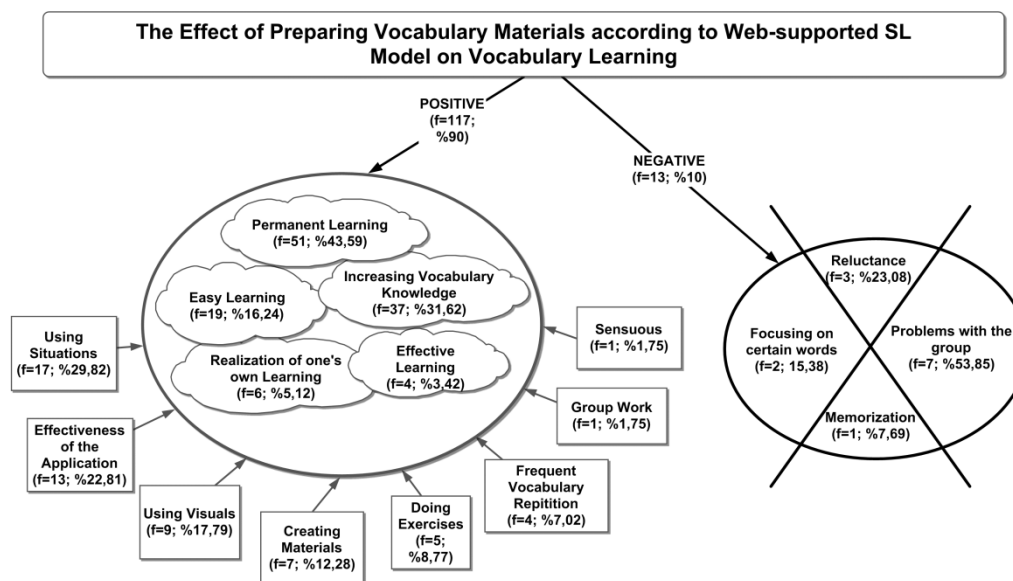 The Effect of Preparing Vocabulary Materials according to Web-supported SL
Model on Vocabulary Learning
POSITIVE
(f=117;
%90)
NEGATIVE
(f=13; %10)
Permanent Learning
(f=51; %43,59)
Increasing Vocabulary
Knowledge
(f=37; %31,62)
Easy Learning
(f=19; %16,24)
Realization of one's
own Learning
(f=6; %5,12)
Effective
Learning
(f=4; %3,42)
Using
Situations
(f=17; %29,82)
Effectiveness
of the
Application
(f=13; %22,81)
Using Visuals
(f=9; %17,79)
Creating
Materials
(f=7; %12,28)
Doing
Exercises
(f=5;
%8,77)
Frequent
Vocabulary
Repitition
(f=4; %7,02)
Group Work
(f=1; %1,75)
Sensuous
(f=1; %1,75)
Reluctance
(f=3; %23,08)
Focusing on
certain words
(f=2; 15,38)
Problems with the
group
(f=7; %53,85)
Memorization
(f=1; %7,69)